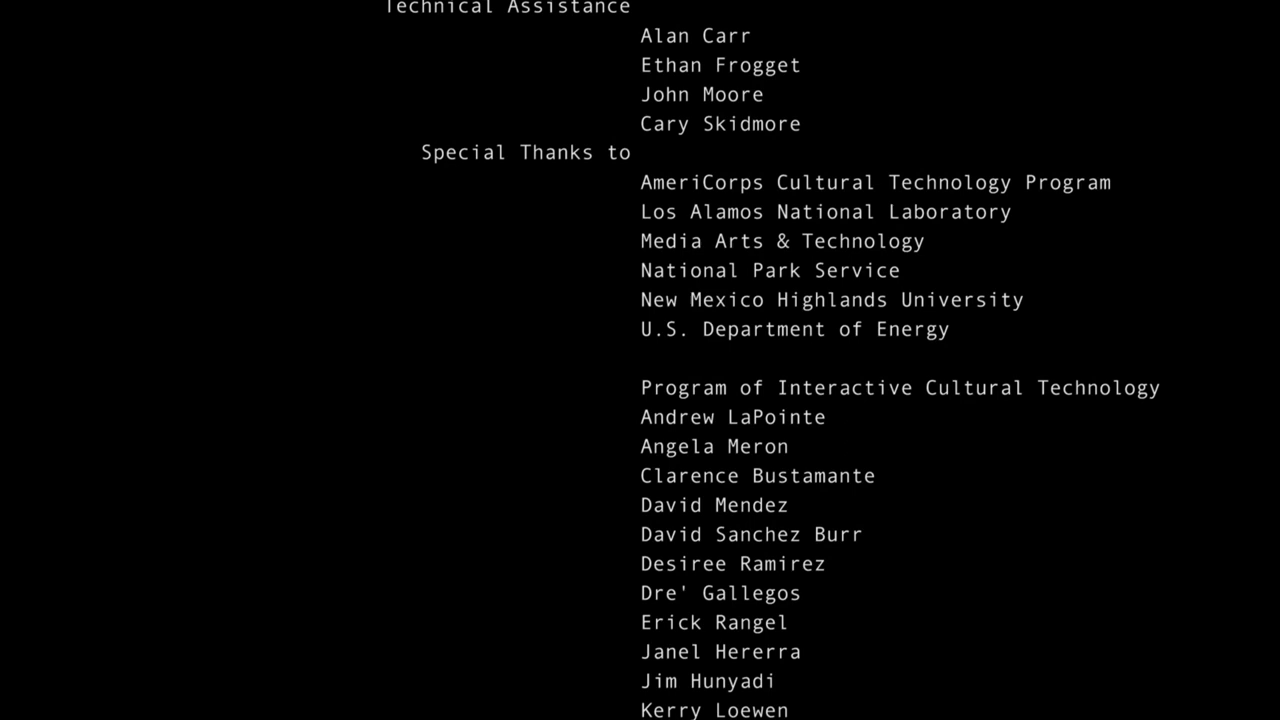 Technical Assistance
Alan Carr
Ethan Frogget
John Moore
Cary Skidmore
Special Thanks to
AmeriCorps Cultural Technology Program
Los Alamos National Laboratory
Media Arts & Technology
National Park Service
New Mexico Highlands University
U.S. Department of Energy
Program of Interactive Cultural Technology
Andrew LaPointe
Angela Meron
Clarence Bustamante
David Mendez
David Sanchez Burr
Desiree Ramirez
Dre' Gallegos
Erick Rangel
Janel Hererra
Jim Hunyadi
Kerry Loewen